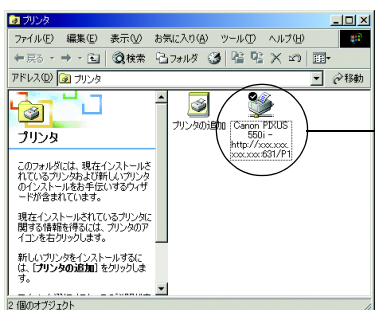 プリンタ
ファイル(F) 編集(E) 表示(V) お気に入り(A) ツール(T) ヘルプ(H)
戻る 検索 フォルダ
アドレス(D) プリンタ 移動
プリンタ
このフォルダには、現在インストールさ
れているプリンタおよび新しいプリンタ
のインストールをお手伝いするウィザ
ードが含まれています。
現在インストールされているプリンタに
関する情報を得るには、プリンタのア
イコンを右クリックします。
新しいプリンタをインストールするに
は、[プリンタの追加] をクリックしま
す。
プリンタの追加
Canon PIXUS
550i -
http://xxx.xxx.
xxx.xxx:631/P1
2 個のオブジェ